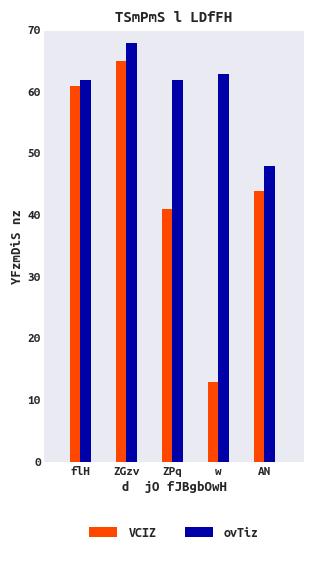 TSmPmS l LDfFH
70
60
50
40
30
20
10
0
YFzmDiS nz
flH ZGzv ZPq w AN
d  jO fJBgbOwH
VCIZ ovTiz